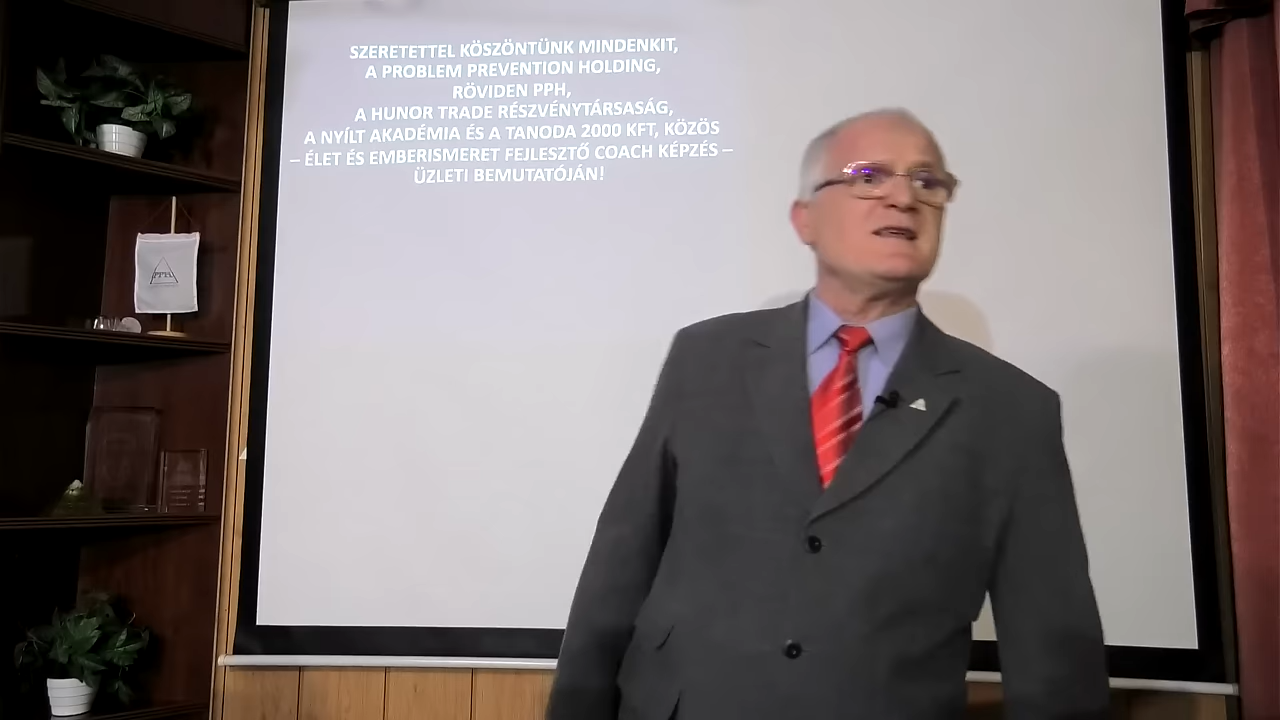 SZERETETTEL KÖSZÖNTÜNK MINDENKIT,
A PROBLEM PREVENTION HOLDING,
RÖVIDEN PPH,
A HUNOR TRADE RÉSZVÉNYTÁRSASÁG,
A NYÍLT AKADÉMIA ÉS A TANODA 2000 KFT, KÖZÖS
– ÉLET ÉS EMBERISMERET FEJLESZTŐ COACH KÉPZÉS –
ÜZLETI BEMUTATÓJÁN!